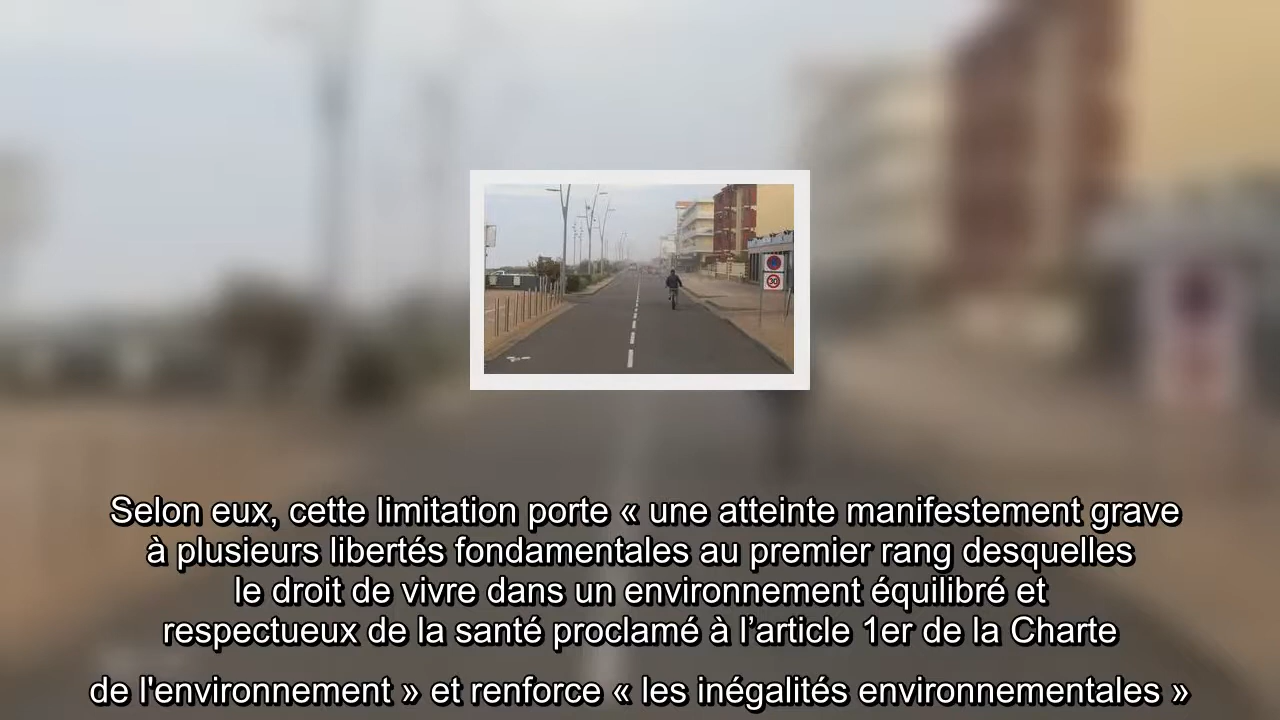 30
Selon eux, cette limitation porte « une atteinte manifestement grave
à plusieurs libertés fondamentales au premier rang desquelles
le droit de vivre dans un environnement équilibré et
respectueux de la santé proclamé à l’article 1er de la Charte
de l'environnement » et renforce « les inégalités environnementales »